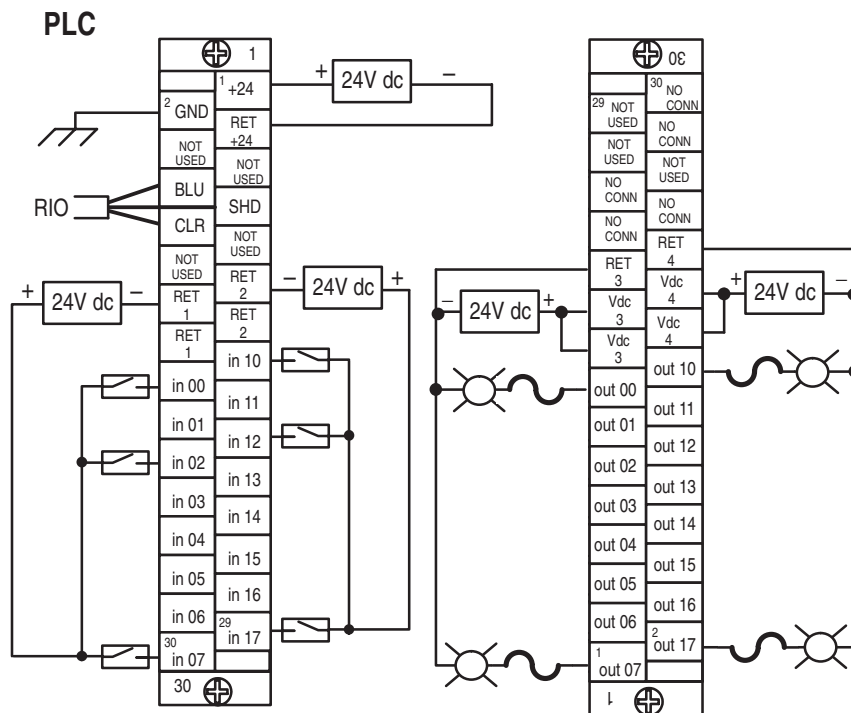 PLC
1
1 +24
+ 24V dc −
2 GND
RET +24
NOT USED
NOT USED
BLU
RIO
SHD
CLR
NOT USED
NOT USED
RET 2
− 24V dc +
+ 24V dc −
RET 1
RET 2
RET 1
in 10
in 00
in 11
in 01
in 12
in 02
in 13
in 03
in 14
in 04
in 15
in 05
in 16
in 06
29 in 17
30 in 07
30
30
30 NO CONN
29 NOT USED
NO CONN
NOT USED
NOT USED
NO CONN
NO CONN
NO CONN
RET 4
RET 3
Vdc 4
+ 24V dc −
− 24V dc +
Vdc 3
Vdc 4
Vdc 3
out 10
out 00
out 11
out 01
out 12
out 02
out 13
out 03
out 14
out 04
out 15
out 05
out 16
out 06
2 out 17
1 out 07
1